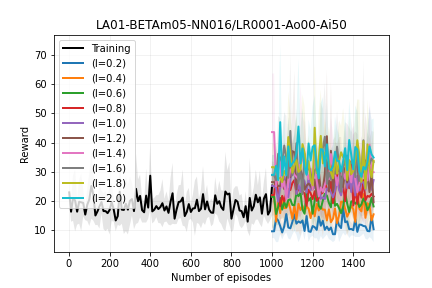 LA01-BETAm05-NN016/LR0001-Ao00-Ai50
Reward
70
60
50
40
30
20
10
Training
(I=0.2)
(I=0.4)
(I=0.6)
(I=0.8)
(I=1.0)
(I=1.2)
(I=1.4)
(I=1.6)
(I=1.8)
(I=2.0)
0 200 400 600 800 1000 1200 1400
Number of episodes